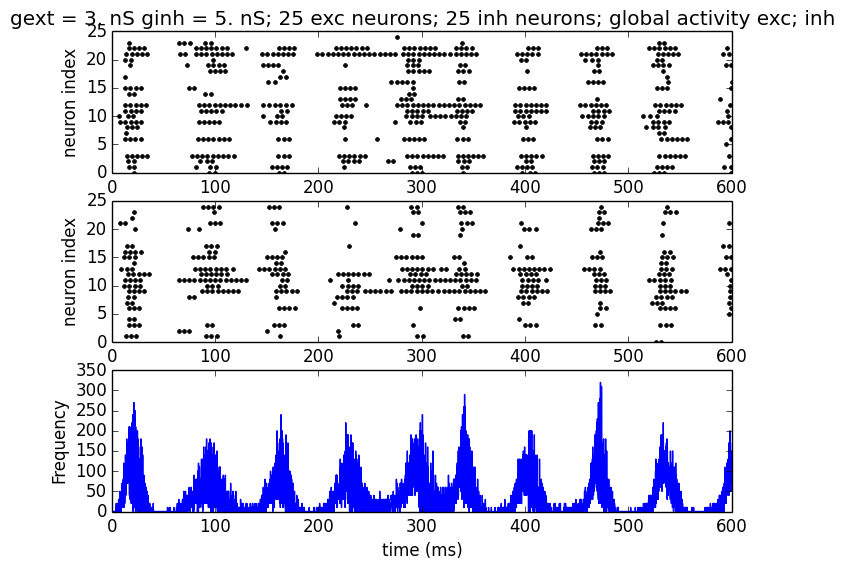 gext = 3. nS ginh = 5. nS; 25 exc neurons; 25 inh neurons; global activity exc; inh
25
20
15
10
5
0
neuron index
0 100 200 300 400 500 600
25
20
15
10
5
0
neuron index
0 100 200 300 400 500 600
350
300
250
200
150
100
50
0
Frequency
0 100 200 300 400 500 600
time (ms)